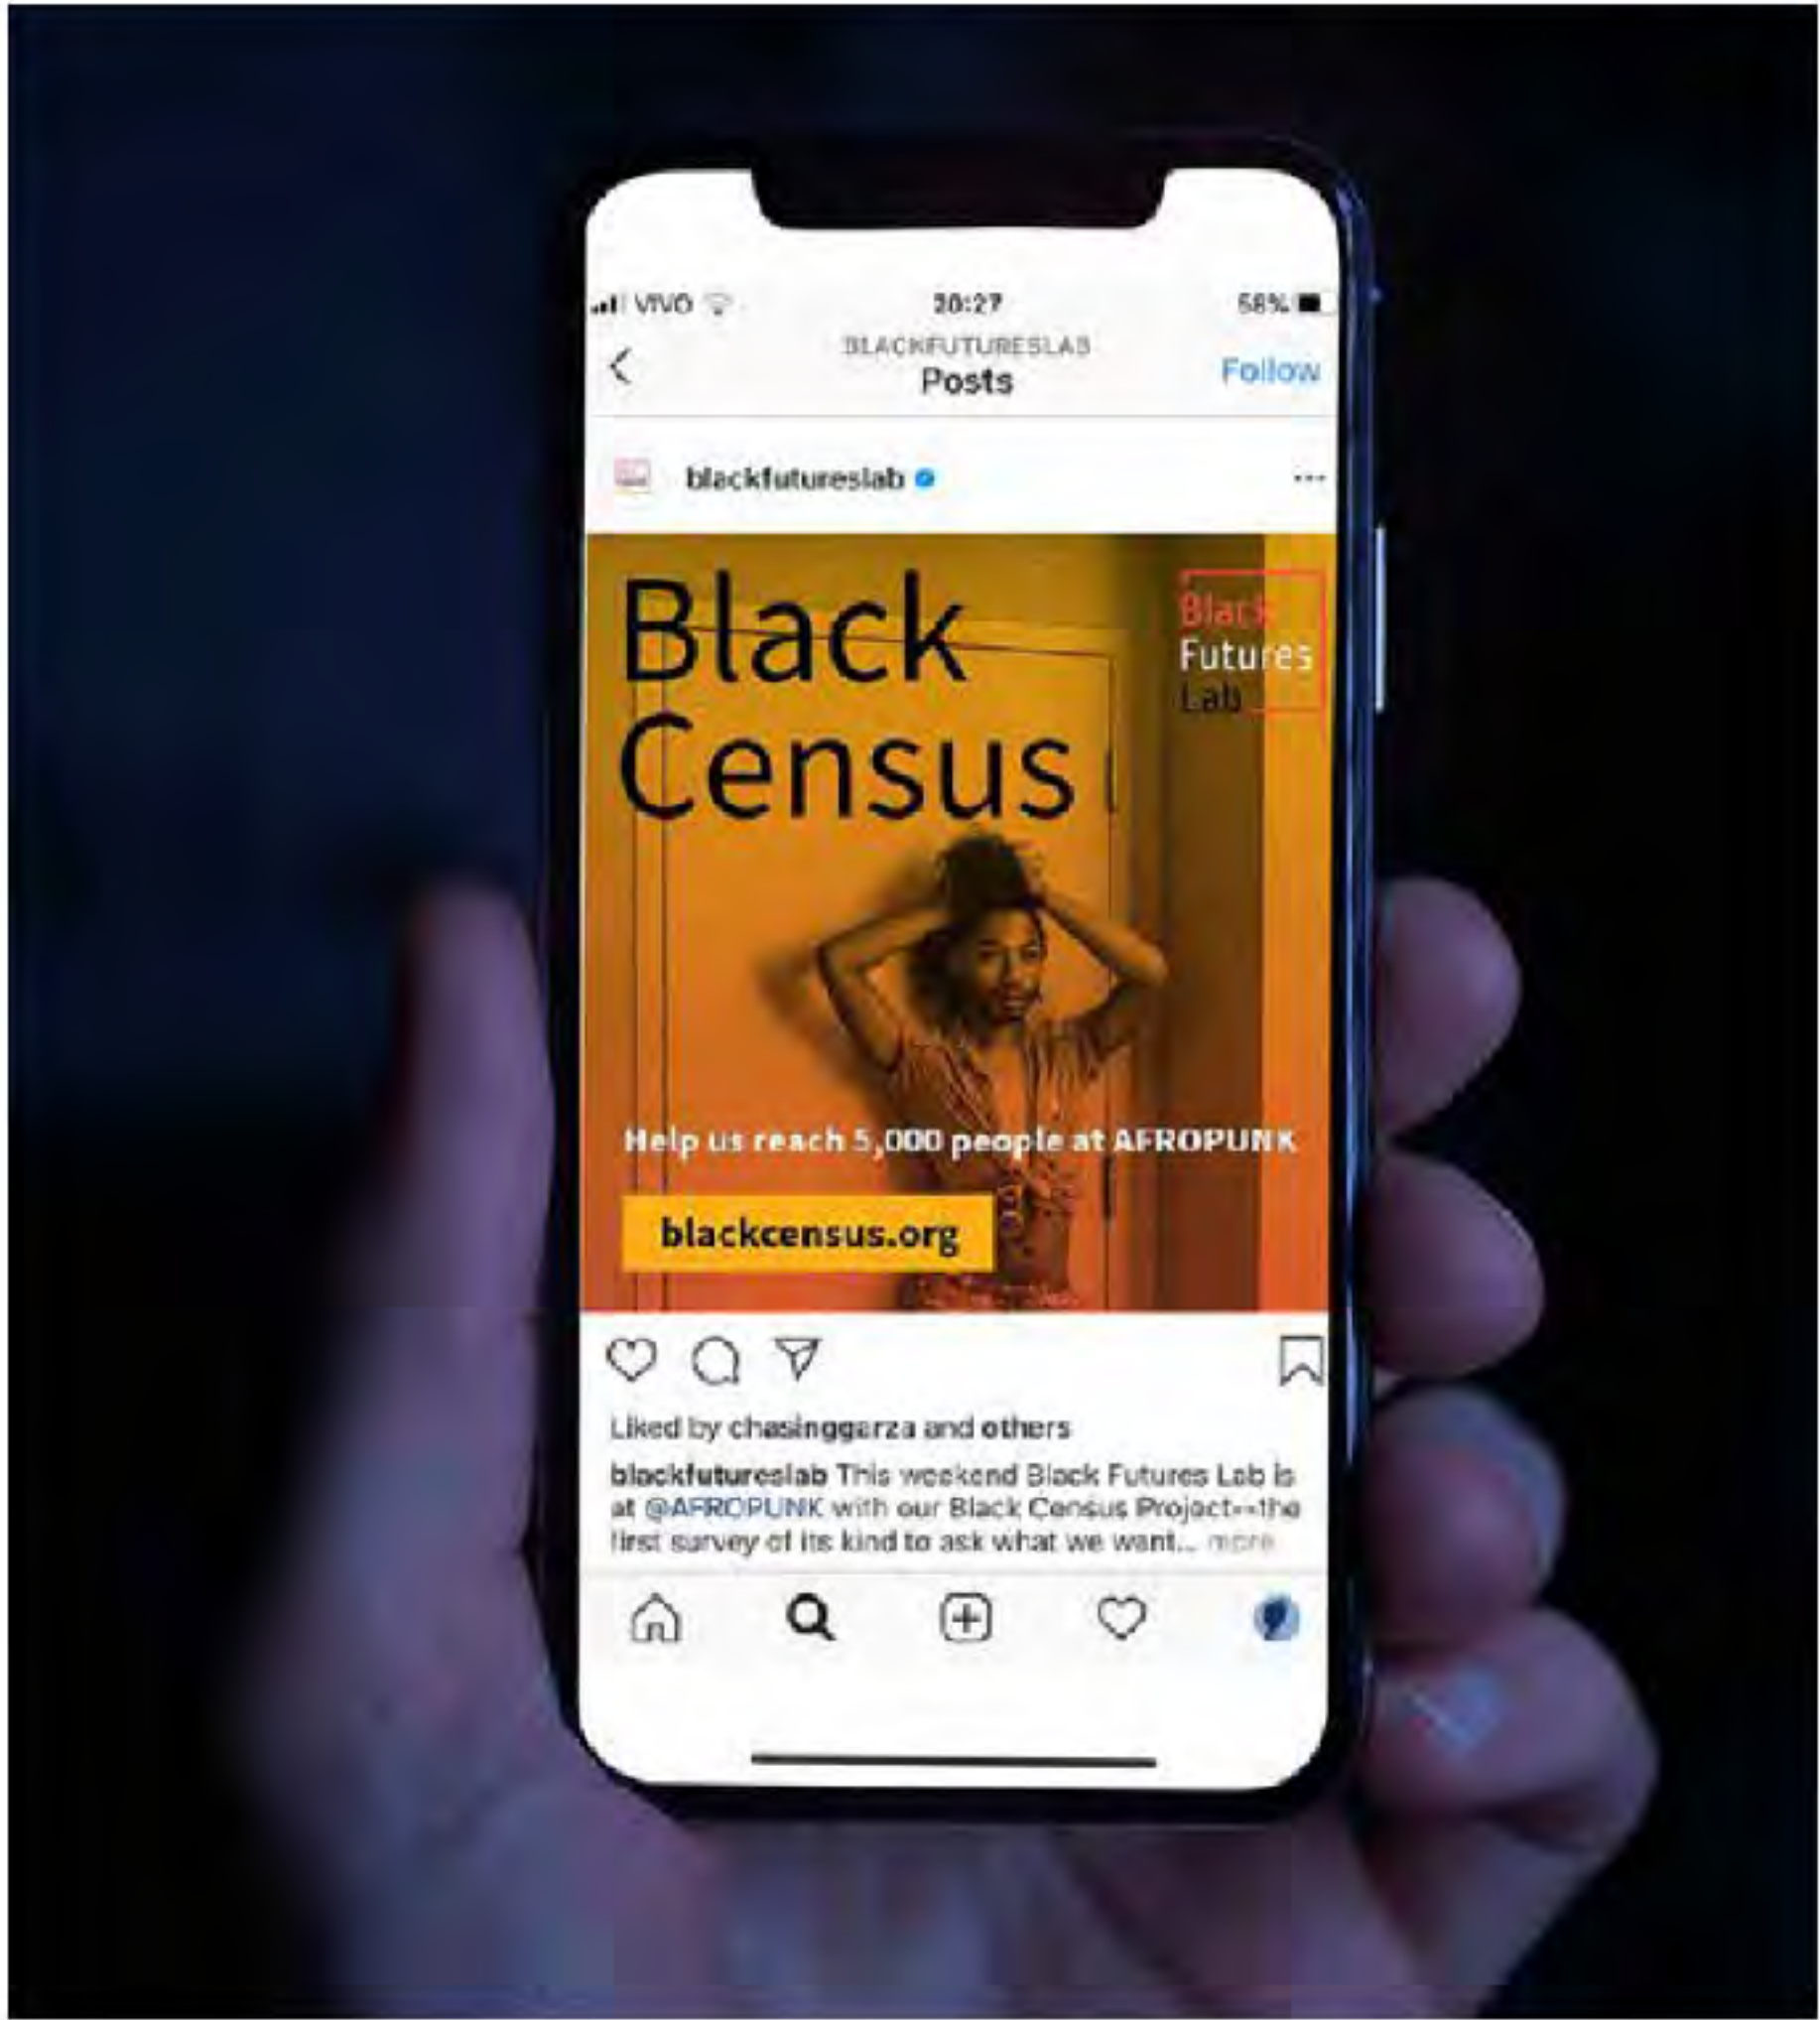 VIVO
20:27
58%
BLACKFUTURESLAB
Posts
Follow
blackfutureslab
Black
Census
Black
Futures
Lab
Help us reach 5,000 people at AFROPUNK
blackcensus.org
Liked by chasinggarza and others
blackfutureslab This weekend Black Futures Lab is
at @AFROPUNK with our Black Census Project--the
first survey of its kind to ask what we want... more